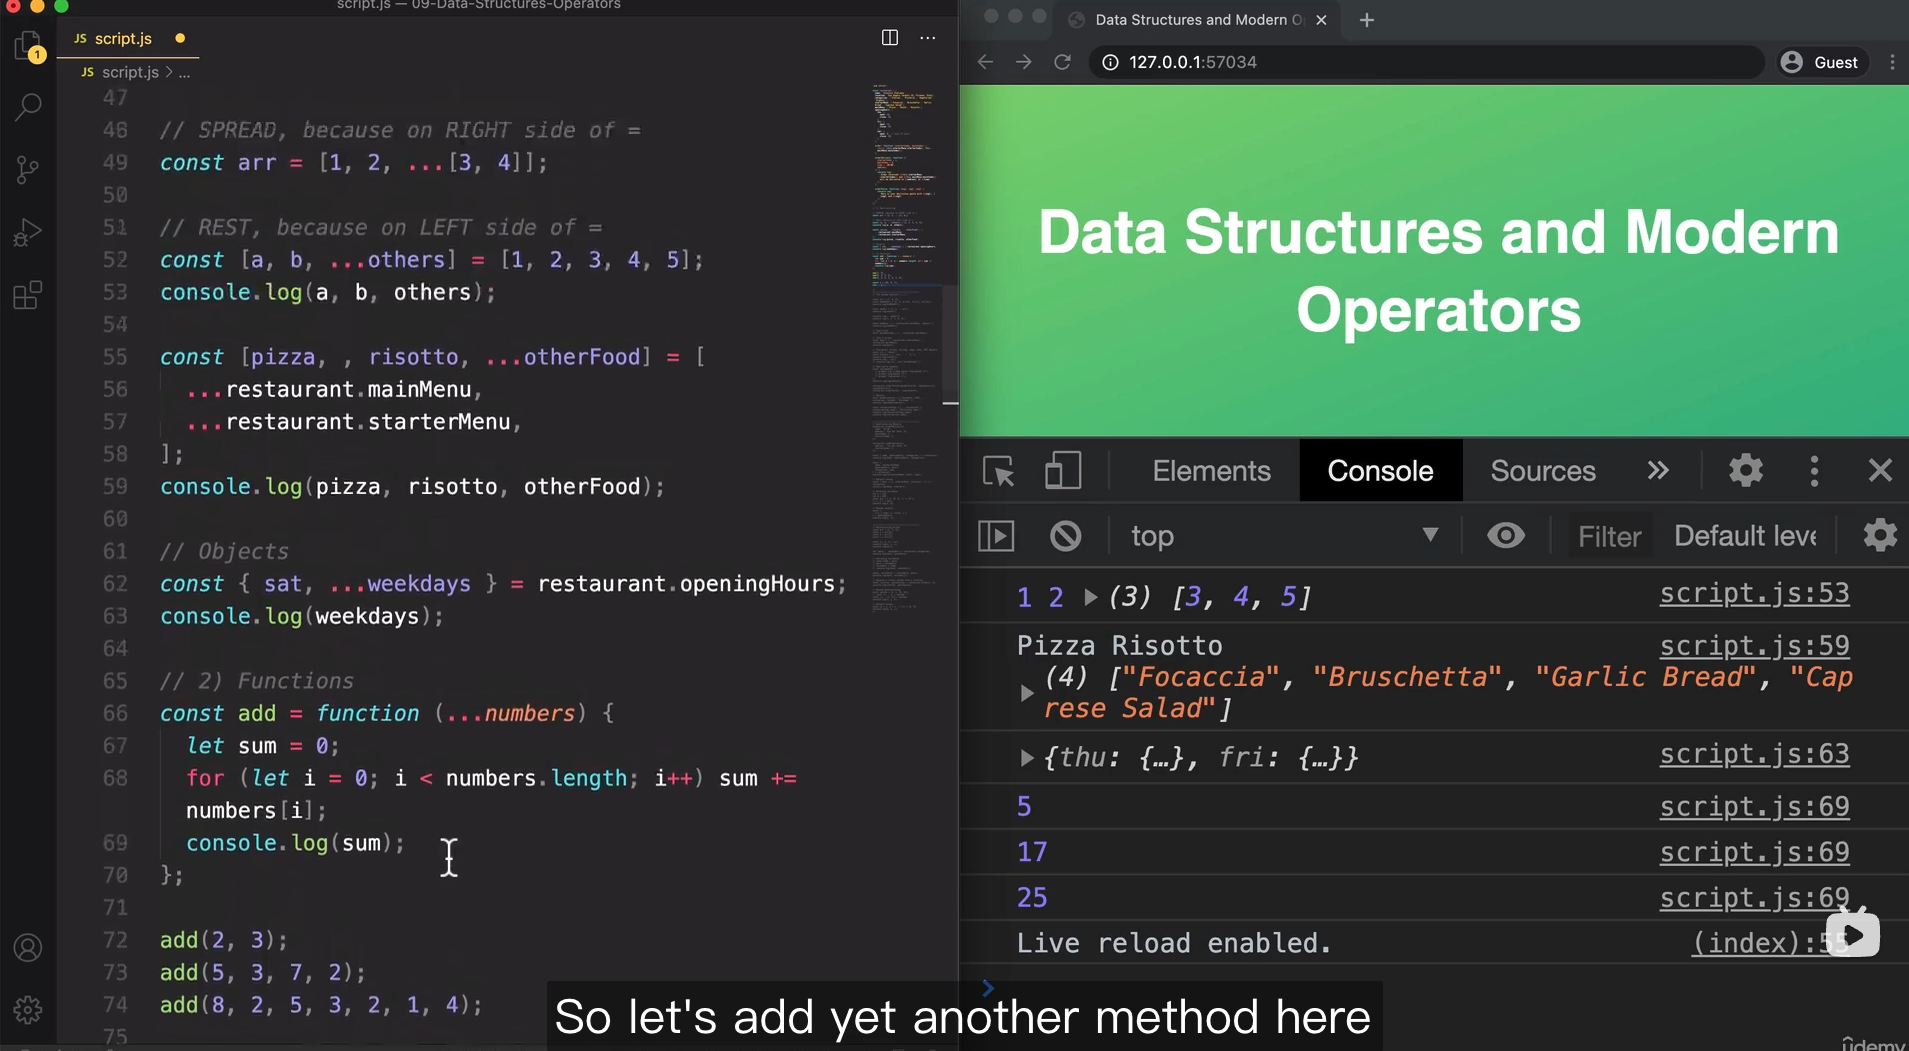 script.js — 09-Data-Structures-Operators
JS script.js
1
JS script.js > ...
47
48 // SPREAD, because on RIGHT side of =
49 const arr = [1, 2, ...[3, 4]];
50
51 // REST, because on LEFT side of =
52 const [a, b, ...others] = [1, 2, 3, 4, 5];
53 console.log(a, b, others);
54
55 const [pizza, , risotto, ...otherFood] = [
56 ...restaurant.mainMenu,
57 ...restaurant.starterMenu,
58 ];
59 console.log(pizza, risotto, otherFood);
60
61 // Objects
62 const { sat, ...weekdays } = restaurant.openingHours;
63 console.log(weekdays);
64
65 // 2) Functions
66 const add = function (...numbers) {
67 let sum = 0;
68 for (let i = 0; i < numbers.length; i++) sum +=
numbers[i];
69 console.log(sum);
70 };
71
72 add(2, 3);
73 add(5, 3, 7, 2);
74 add(8, 2, 5, 3, 2, 1, 4);
75
Data Structures and Modern O
127.0.0.1:57034
Guest
Data Structures and Modern
Operators
Elements Console Sources »
top Filter Default leve
1 2 (3) [3, 4, 5] script.js:53
Pizza Risotto script.js:59
(4) ["Focaccia", "Bruschetta", "Garlic Bread", "Cap
rese Salad"]
{thu: {…}, fri: {…}} script.js:63
5 script.js:69
17 script.js:69
25 script.js:69
Live reload enabled. (index):55
So let's add yet another method here
ûdemy